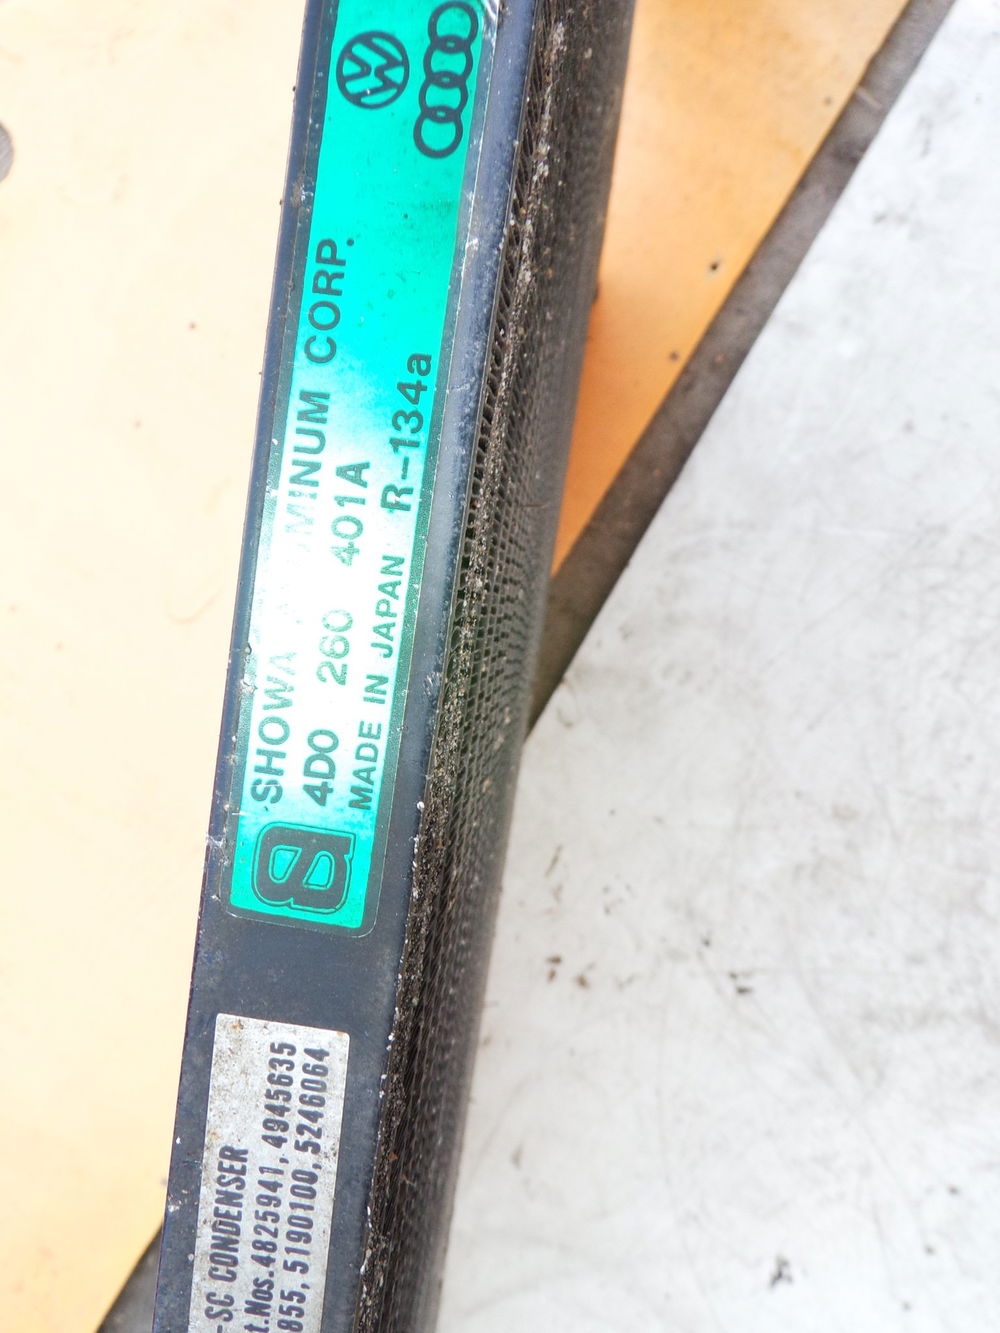 SHOWA MINUM CORP.
4D0 260 401A
MADE IN JAPAN R-134a
-SC CONDENSER
t.Nos.4825941, 4945635
855, 5190100, 5246064